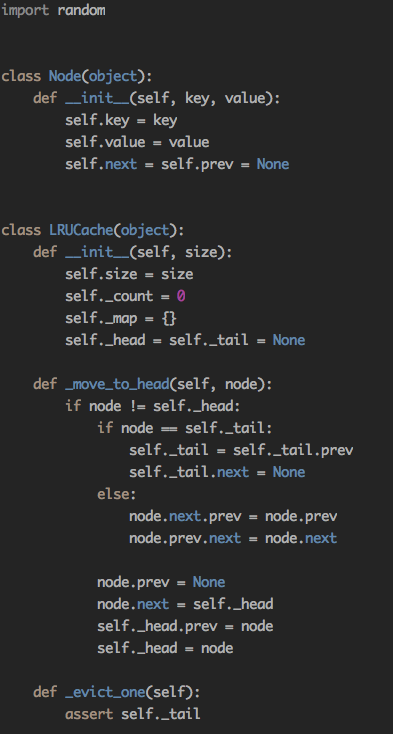 import random
class Node(object):
    def __init__(self, key, value):
        self.key = key
        self.value = value
        self.next = self.prev = None
class LRUCache(object):
    def __init__(self, size):
        self.size = size
        self._count = 0
        self._map = {}
        self._head = self._tail = None
    def _move_to_head(self, node):
        if node != self._head:
            if node == self._tail:
                self._tail = self._tail.prev
                self._tail.next = None
            else:
                node.next.prev = node.prev
                node.prev.next = node.next
            node.prev = None
            node.next = self._head
            self._head.prev = node
            self._head = node
    def _evict_one(self):
        assert self._tail